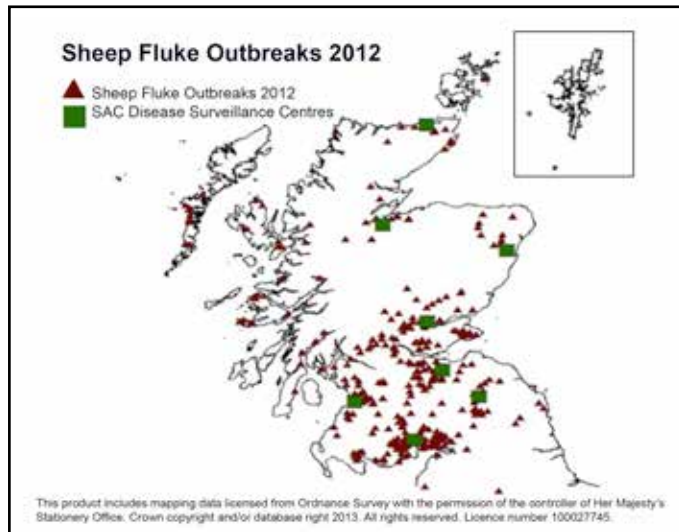 Sheep Fluke Outbreaks 2012
Sheep Fluke Outbreaks 2012
SAC Disease Surveillance Centres
This product includes mapping data licensed from Ordnance Survey with the permission of the controller of Her Majesty's
Stationery Office. Crown copyright and/or database right 2013. All rights reserved. Licence number 100027745.